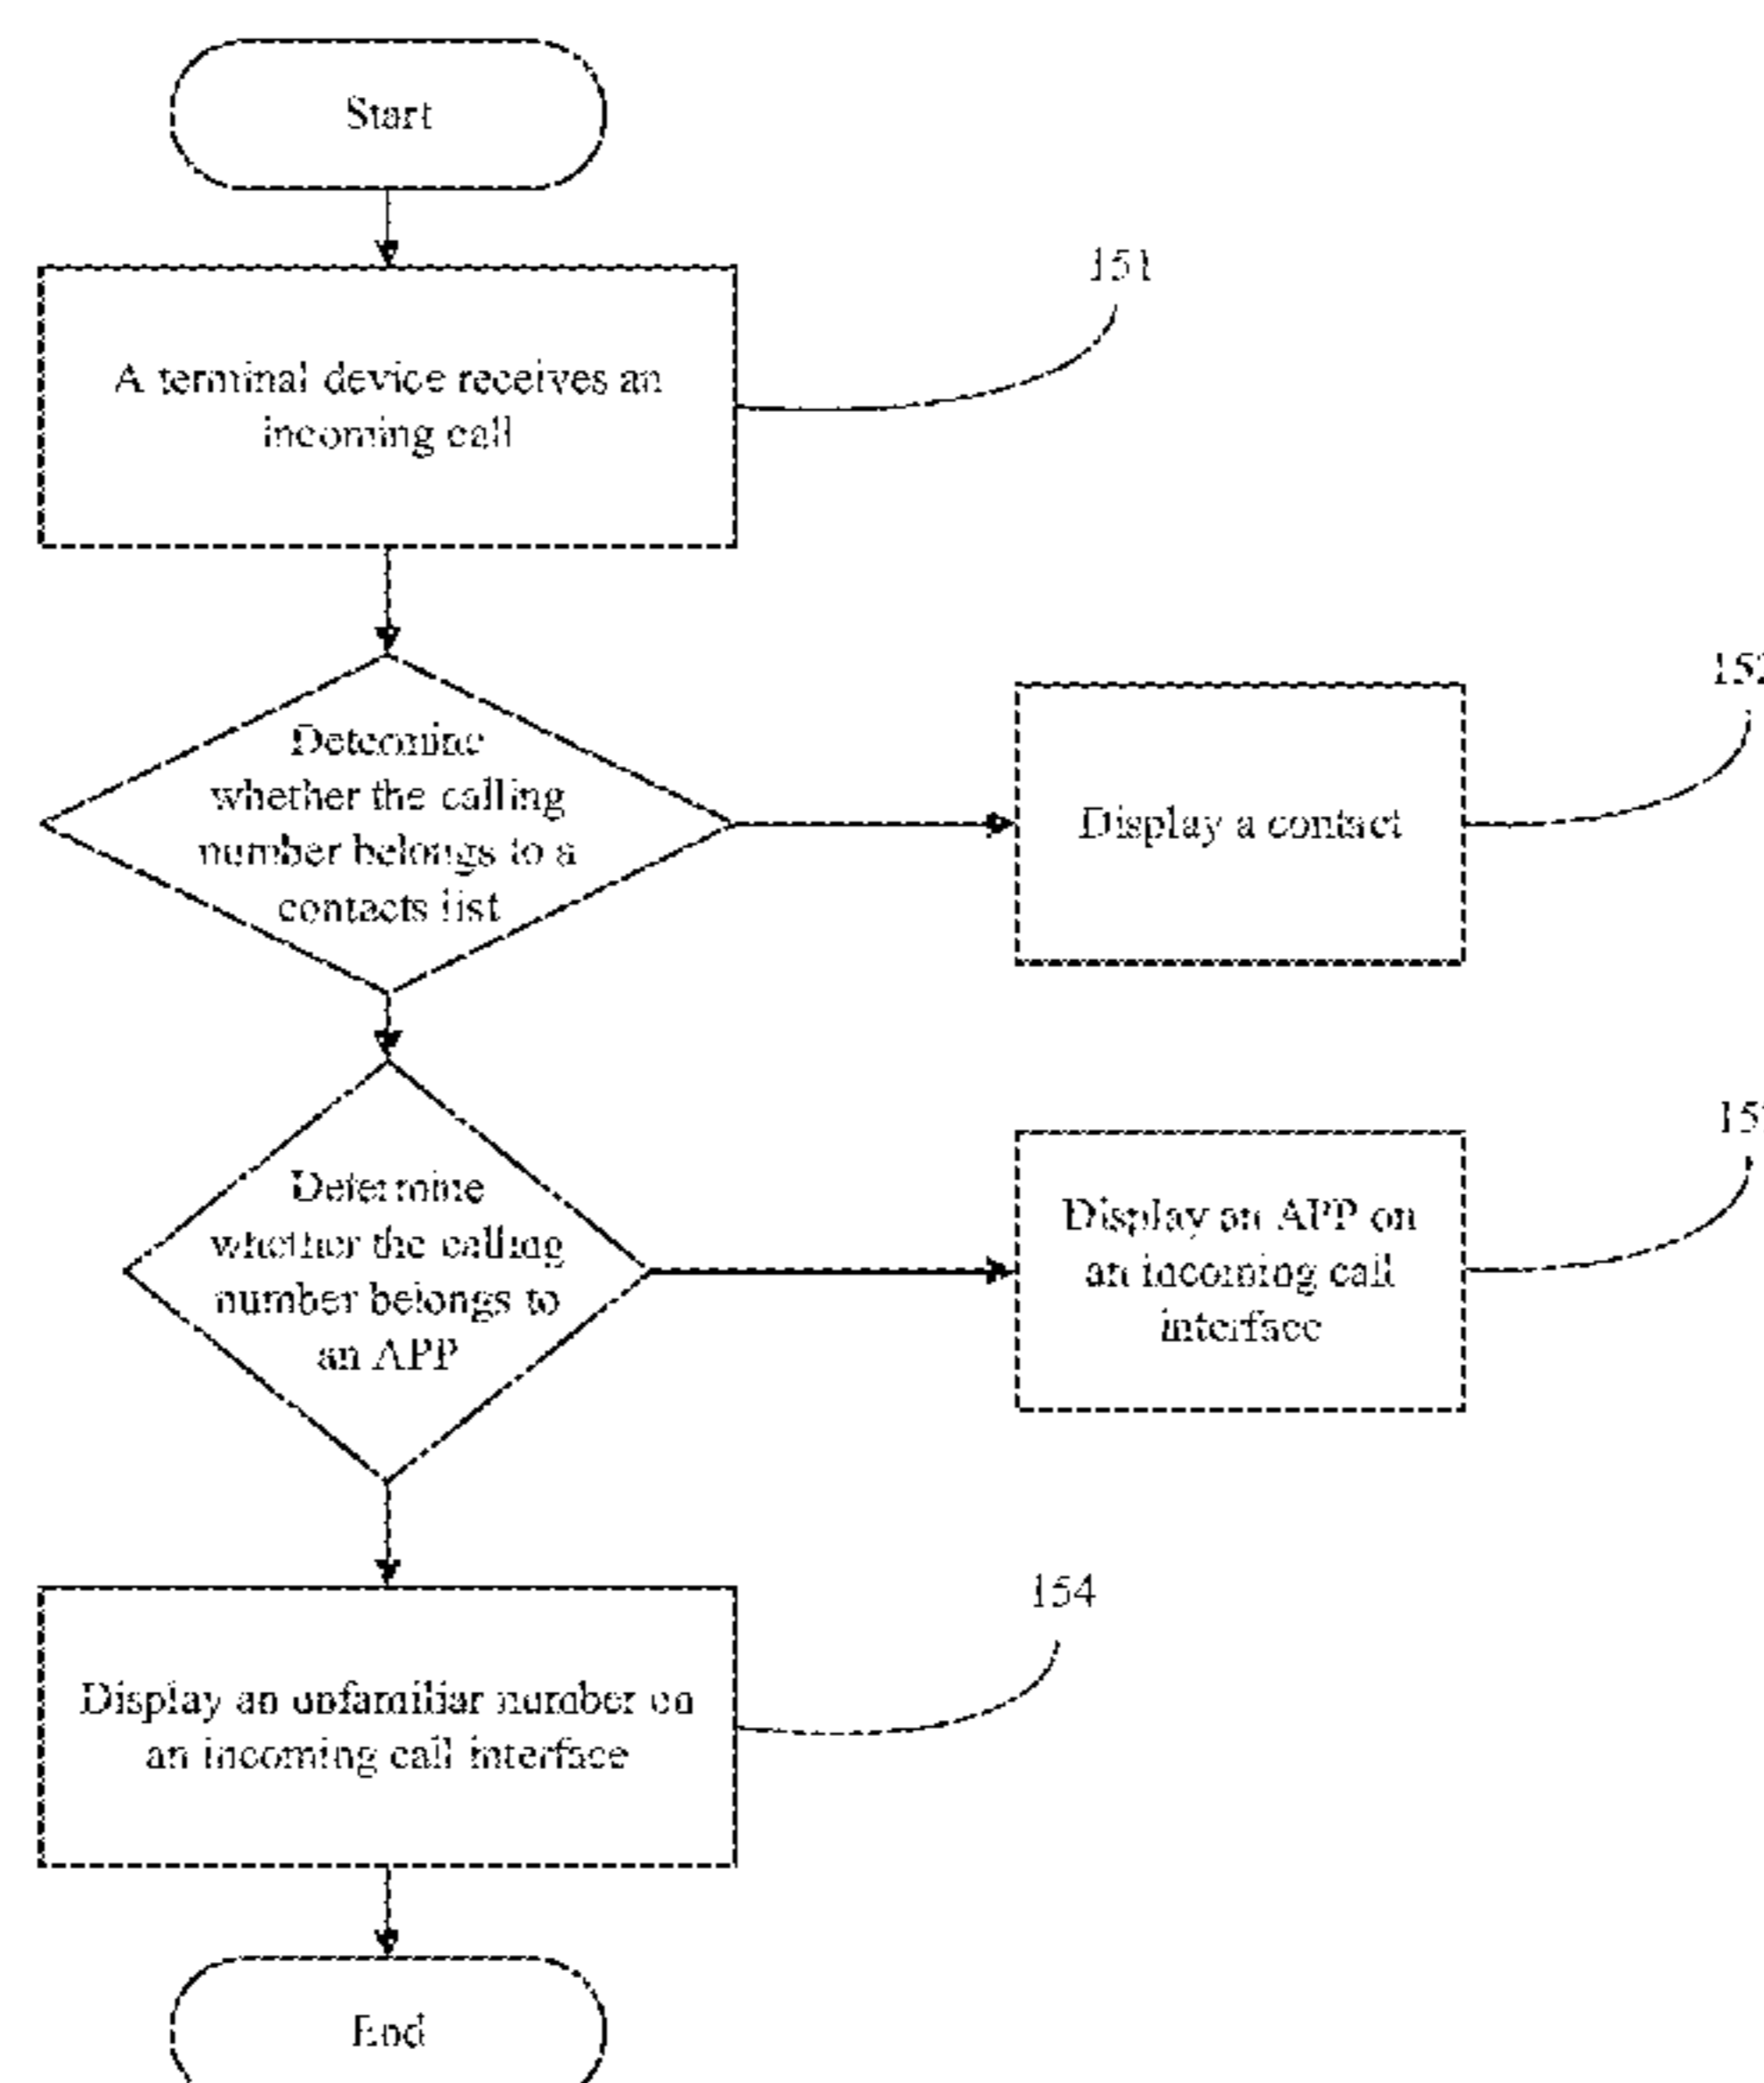 Start
151
A terminal device receives an
incoming call
152
Determine
whether the calling
number belongs to a
contacts list
Display a contact
15
Determine
whether the calling
number belongs to
an APP
Display an APP on
an incoming call
interface
154
Display an unfamiliar number on
an incoming call interface
End